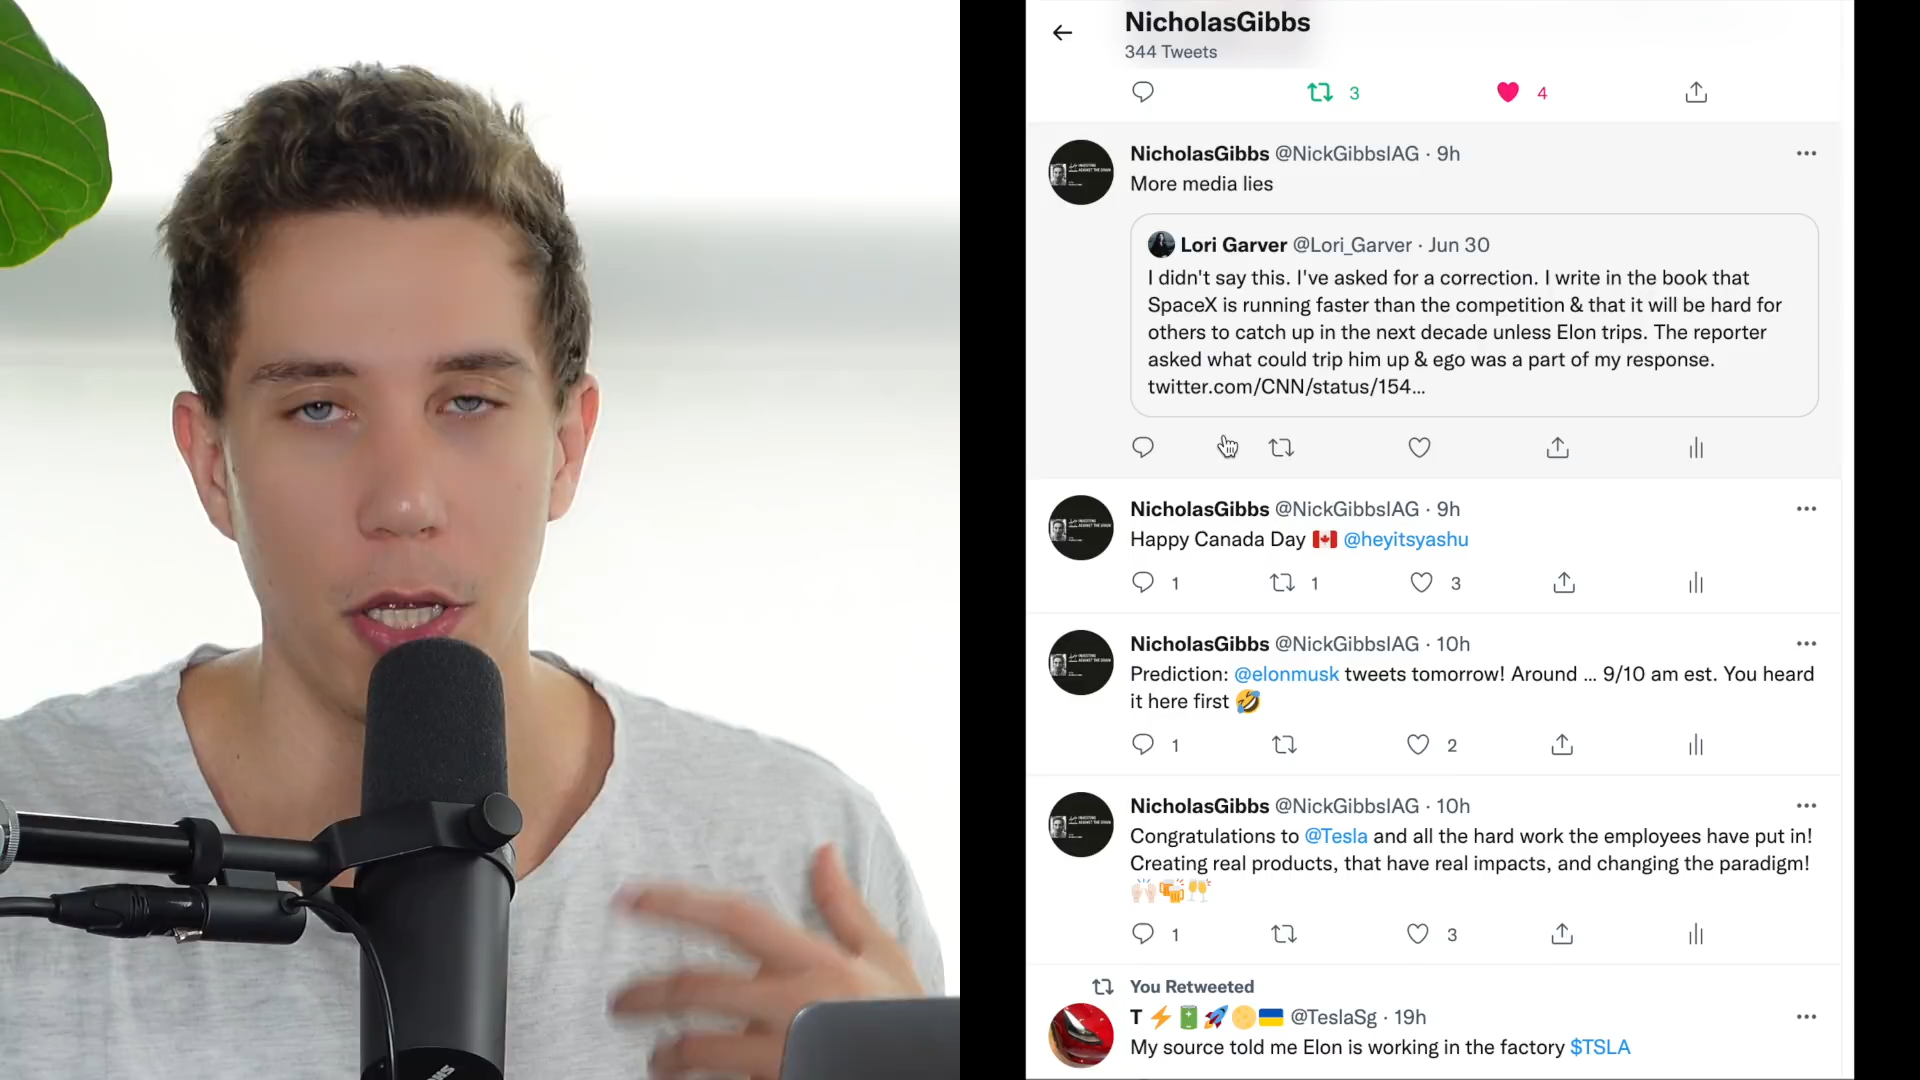 NicholasGibbs
344 Tweets
3 4
NicholasGibbs @NickGibbsIAG · 9h
More media lies
Lori Garver @Lori_Garver · Jun 30
I didn't say this. I've asked for a correction. I write in the book that
SpaceX is running faster than the competition & that it will be hard for
others to catch up in the next decade unless Elon trips. The reporter
asked what could trip him up & ego was a part of my response.
twitter.com/CNN/status/154…
NicholasGibbs @NickGibbsIAG · 9h
Happy Canada Day 🇨🇦 @heyitsyashu
1 1 3
NicholasGibbs @NickGibbsIAG · 10h
Prediction: @elonmusk tweets tomorrow! Around ... 9/10 am est. You heard
it here first 🤣
1 2
NicholasGibbs @NickGibbsIAG · 10h
Congratulations to @Tesla and all the hard work the employees have put in!
Creating real products, that have real impacts, and changing the paradigm!
🙌🏻🍻🥂
1 3
You Retweeted
T ⚡🔋🚀🌕🇺🇦 @TeslaSg · 19h
My source told me Elon is working in the factory $TSLA